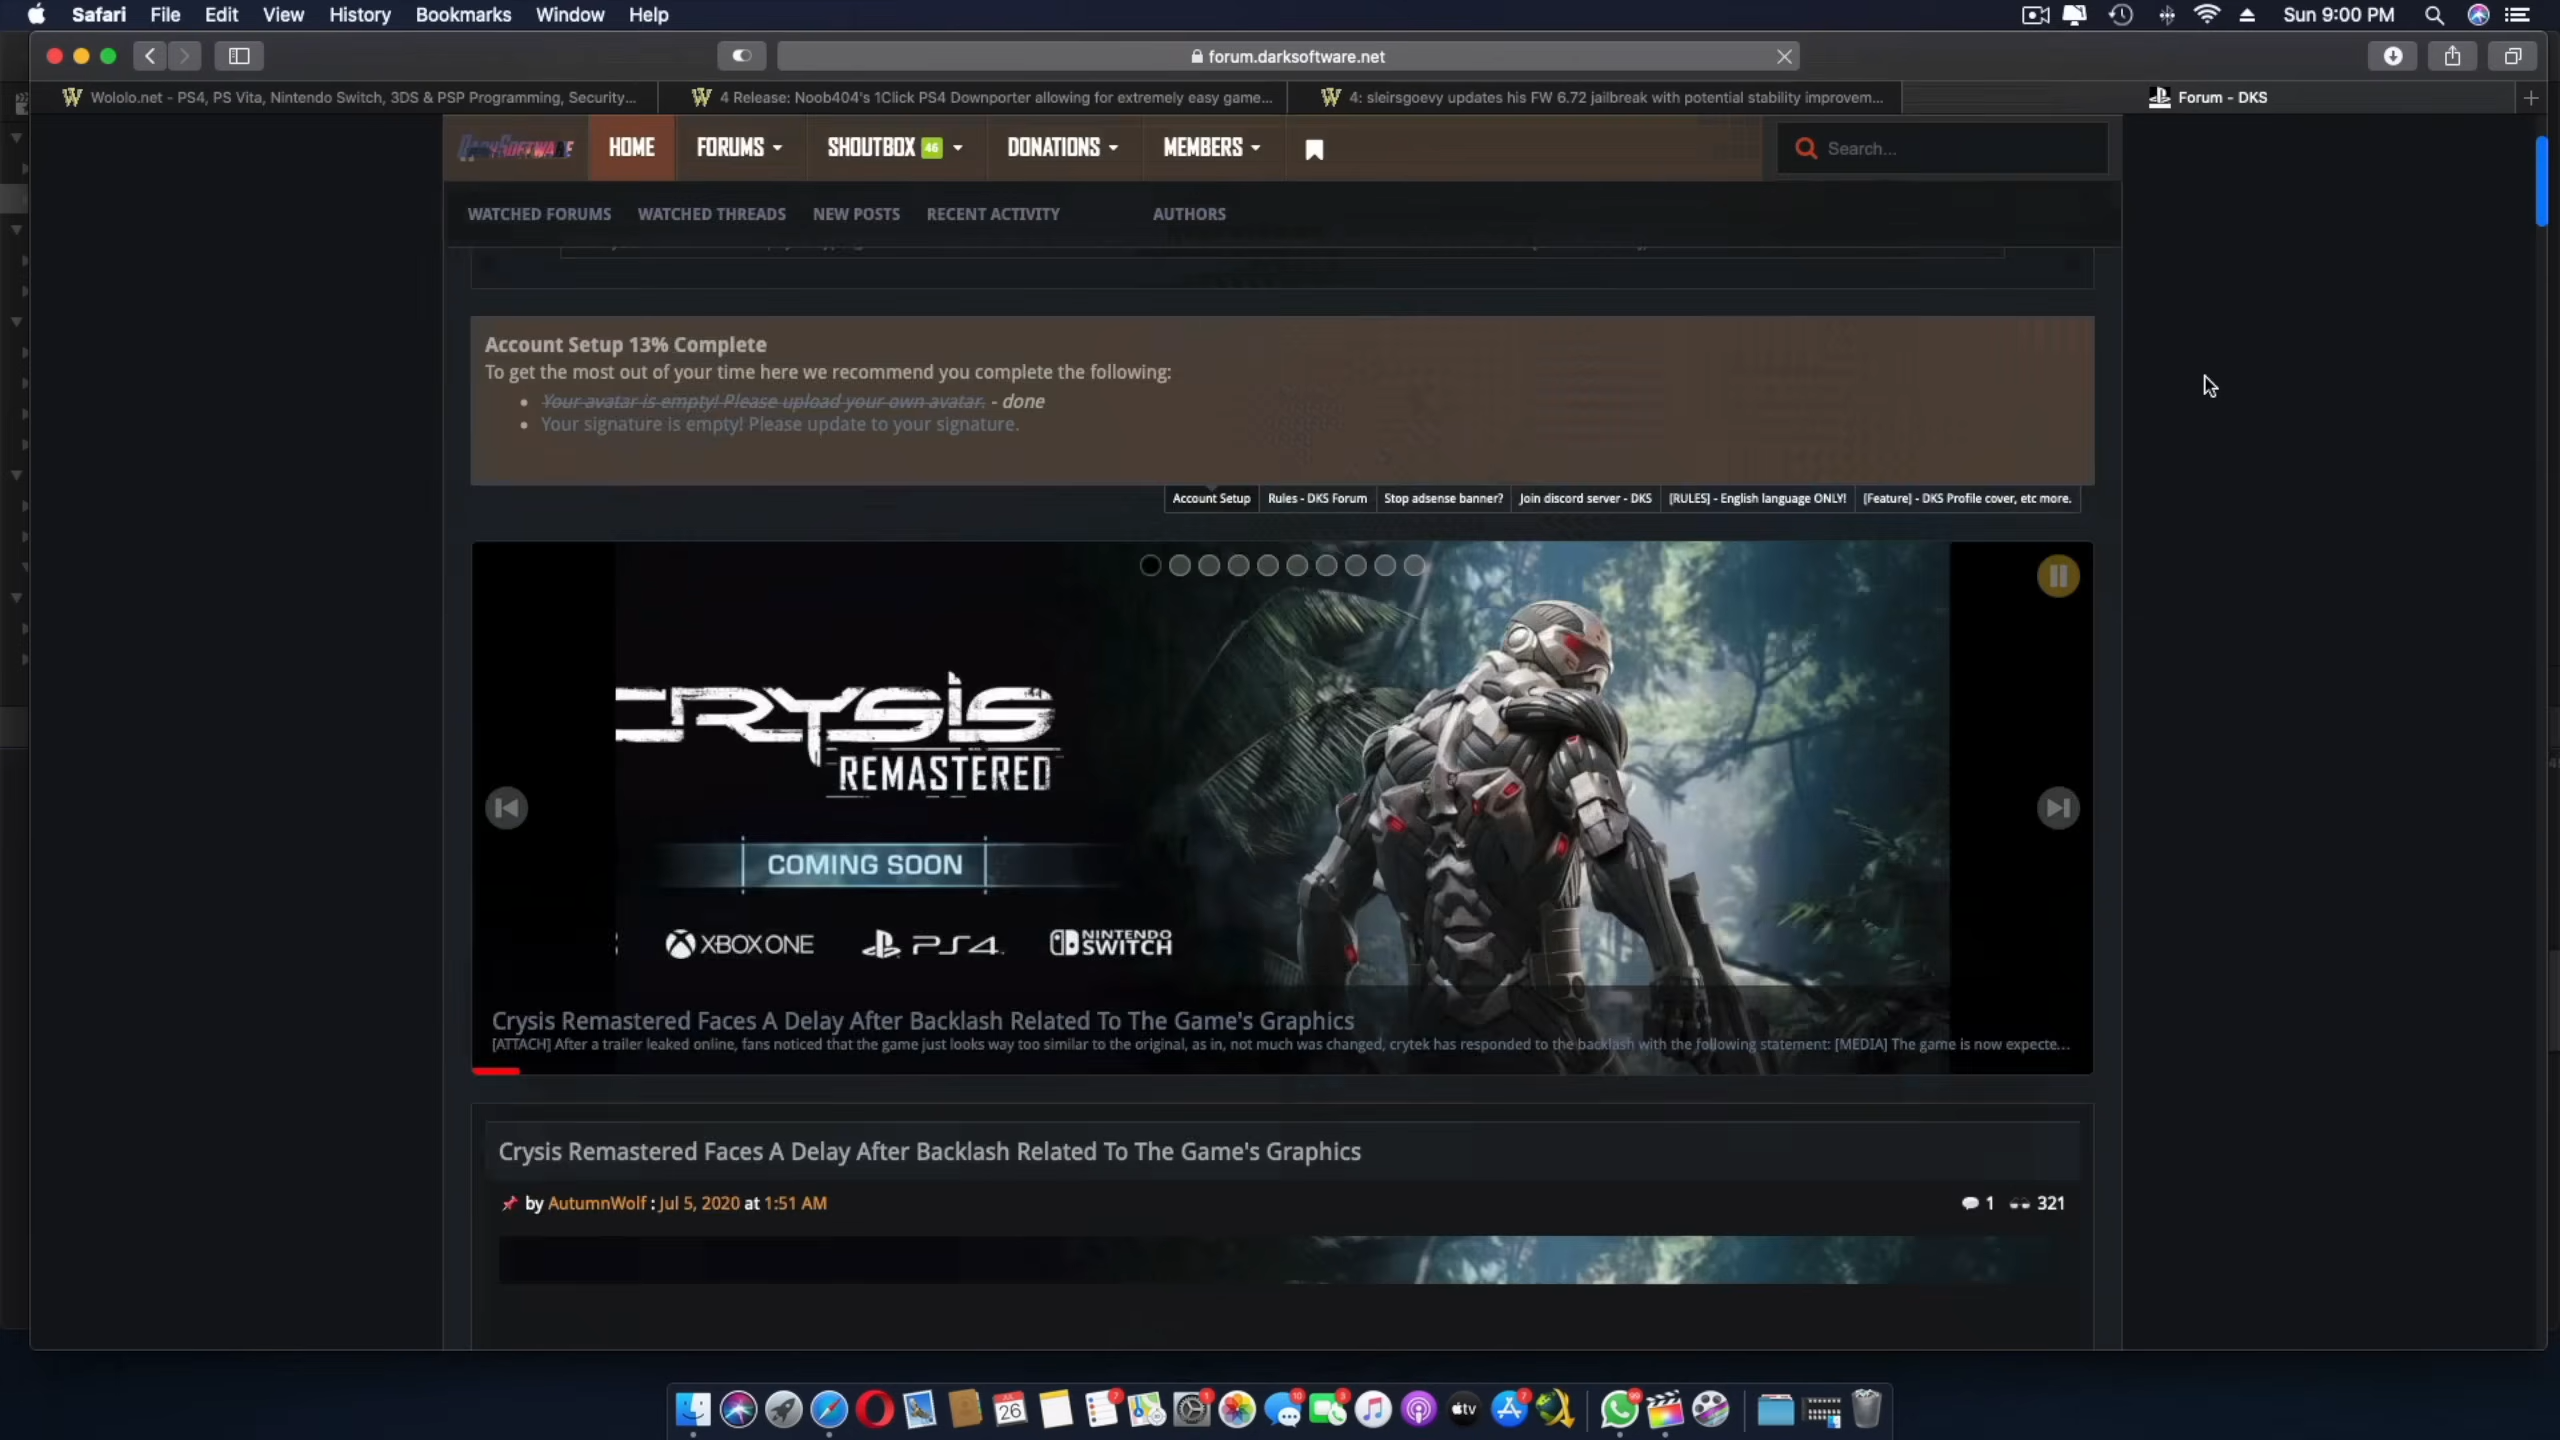 Safari File Edit View History Bookmarks Window Help Sun 9:00 PM
forum.darksoftware.net
Wololo.net - PS4, PS Vita, Nintendo Switch, 3DS & PSP Programming, Security...
4 Release: Noob404's 1Click PS4 Downporter allowing for extremely easy game...
4: sleirsgoevy updates his FW 6.72 jailbreak with potential stability improvem...
Forum - DKS
DARKSOFTWARE HOME FORUMS SHOUTBOX 46 DONATIONS MEMBERS Search...
WATCHED FORUMS WATCHED THREADS NEW POSTS RECENT ACTIVITY AUTHORS
Account Setup 13% Complete
To get the most out of your time here we recommend you complete the following:
Your avatar is empty! Please upload your own avatar. - done
Your signature is empty! Please update to your signature.
Account Setup Rules - DKS Forum Stop adsense banner? Join discord server - DKS [RULES] - English language ONLY! [Feature] - DKS Profile cover, etc more.
CRYSIS
REMASTERED
COMING SOON
XBOX ONE PS4 NINTENDO SWITCH
Crysis Remastered Faces A Delay After Backlash Related To The Game's Graphics
[ATTACH] After a trailer leaked online, fans noticed that the game just looks way too similar to the original, as in, not much was changed, crytek has responded to the backlash with the following statement: [MEDIA] The game is now expecte...
Crysis Remastered Faces A Delay After Backlash Related To The Game's Graphics
by AutumnWolf : Jul 5, 2020 at 1:51 AM 1 321
7 JUL 26 1 10 3 tv 7 99